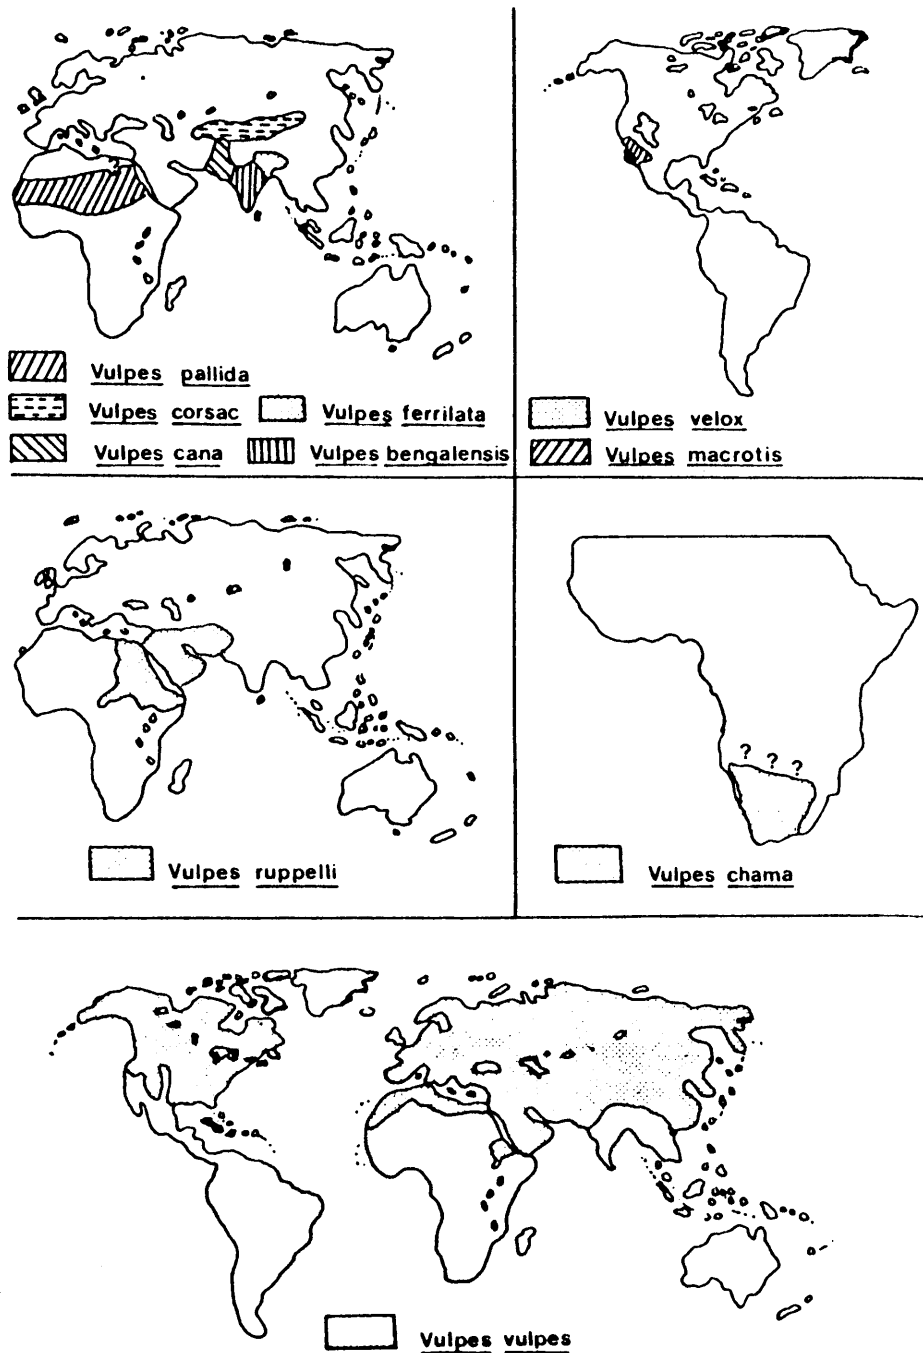 Vulpes pallida
Vulpes corsac Vulpes ferrilata
Vulpes cana Vulpes bengalensis
Vulpes velox
Vulpes macrotis
? ? ?
Vulpes ruppelli
Vulpes chama
Vulpes vulpes